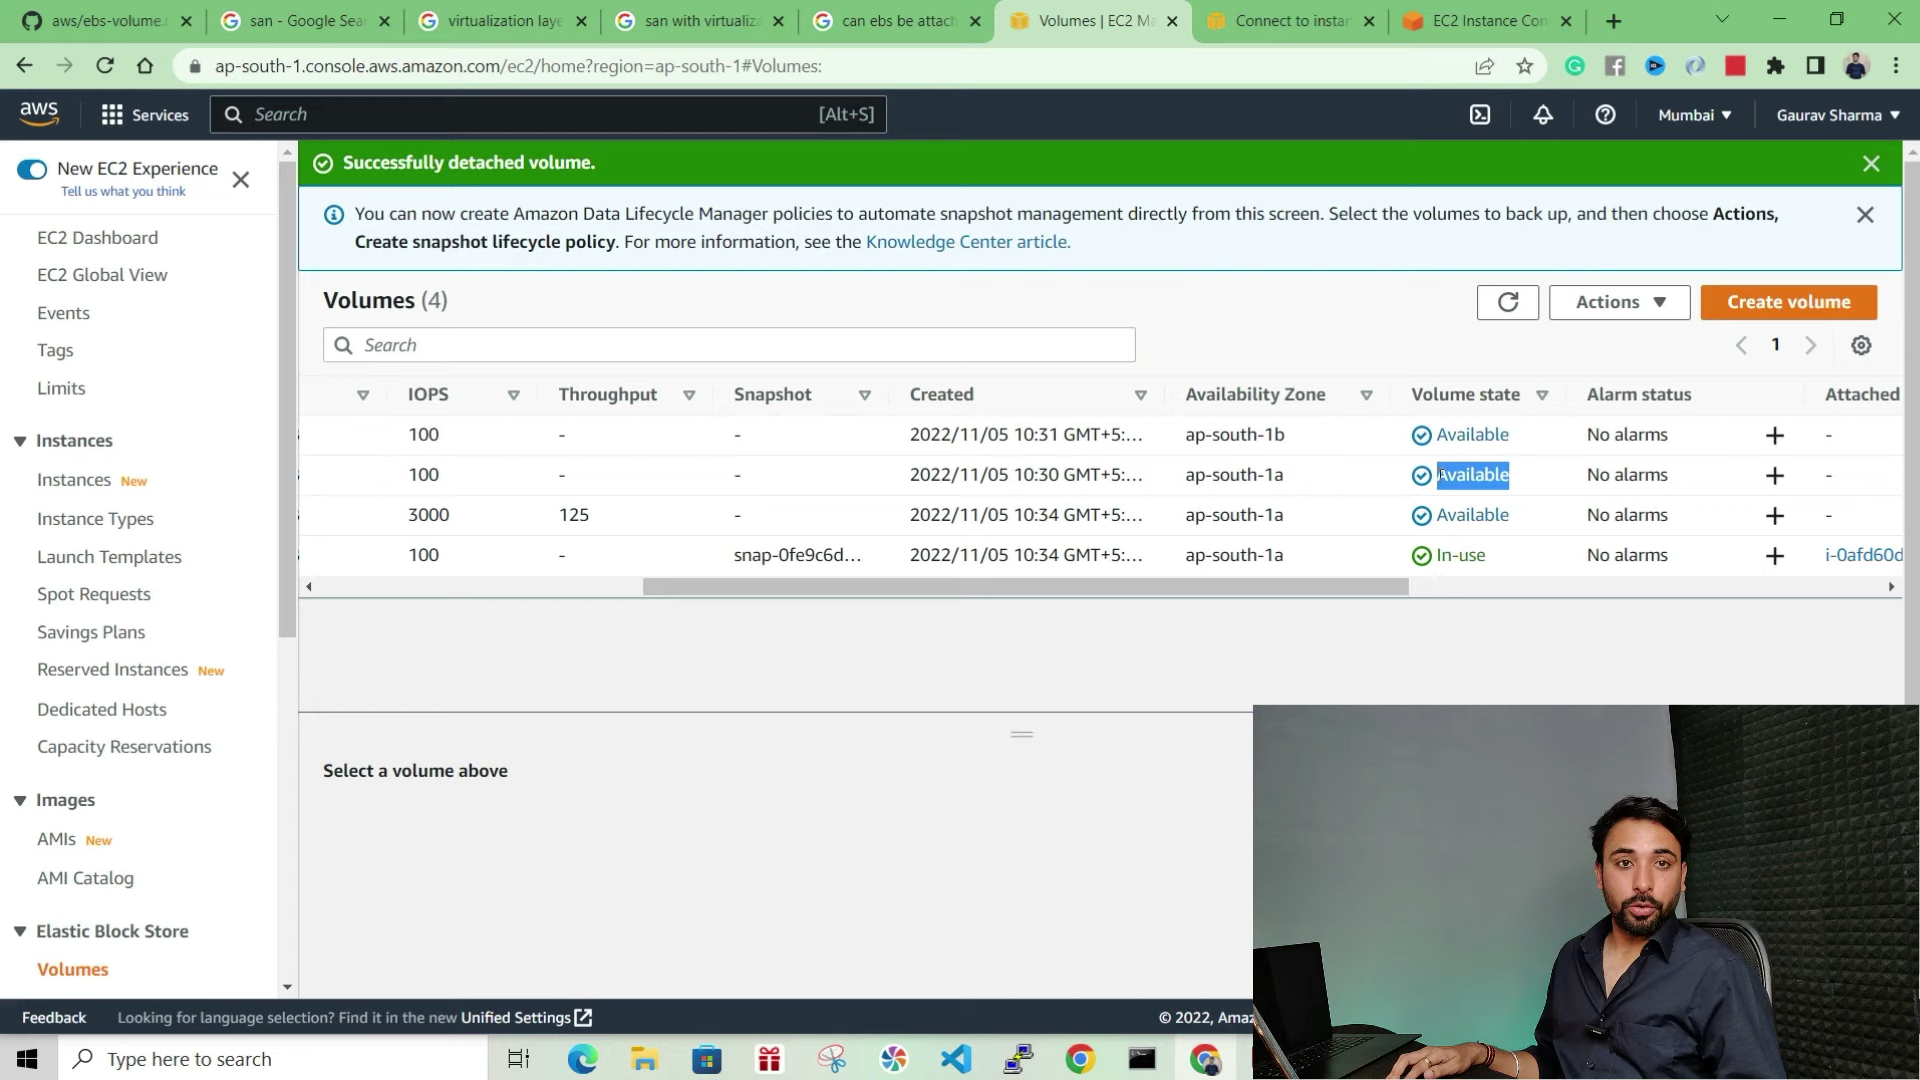 aws/ebs-volume.
san - Google Sea
virtualization laye
san with virtualiza
can ebs be attach
Volumes | EC2 Ma
Connect to instan
EC2 Instance Con
ap-south-1.console.aws.amazon.com/ec2/home?region=ap-south-1#Volumes:
aws
Services
Search
[Alt+S]
Mumbai
Gaurav Sharma
New EC2 Experience
Tell us what you think
EC2 Dashboard
EC2 Global View
Events
Tags
Limits
Instances
Instances New
Instance Types
Launch Templates
Spot Requests
Savings Plans
Reserved Instances New
Dedicated Hosts
Capacity Reservations
Images
AMIs New
AMI Catalog
Elastic Block Store
Volumes
Successfully detached volume.
You can now create Amazon Data Lifecycle Manager policies to automate snapshot management directly from this screen. Select the volumes to back up, and then choose Actions,
Create snapshot lifecycle policy. For more information, see the Knowledge Center article.
Volumes (4)
Actions
Create volume
Search
1
IOPS Throughput Snapshot Created Availability Zone Volume state Alarm status Attached
100 - - 2022/11/05 10:31 GMT+5:... ap-south-1b Available No alarms + -
100 - - 2022/11/05 10:30 GMT+5:... ap-south-1a Available No alarms + -
3000 125 - 2022/11/05 10:34 GMT+5:... ap-south-1a Available No alarms + -
100 - snap-0fe9c6d... 2022/11/05 10:34 GMT+5:... ap-south-1a In-use No alarms + i-0afd60d
Select a volume above
Feedback
Looking for language selection? Find it in the new Unified Settings
© 2022, Amaz
Type here to search